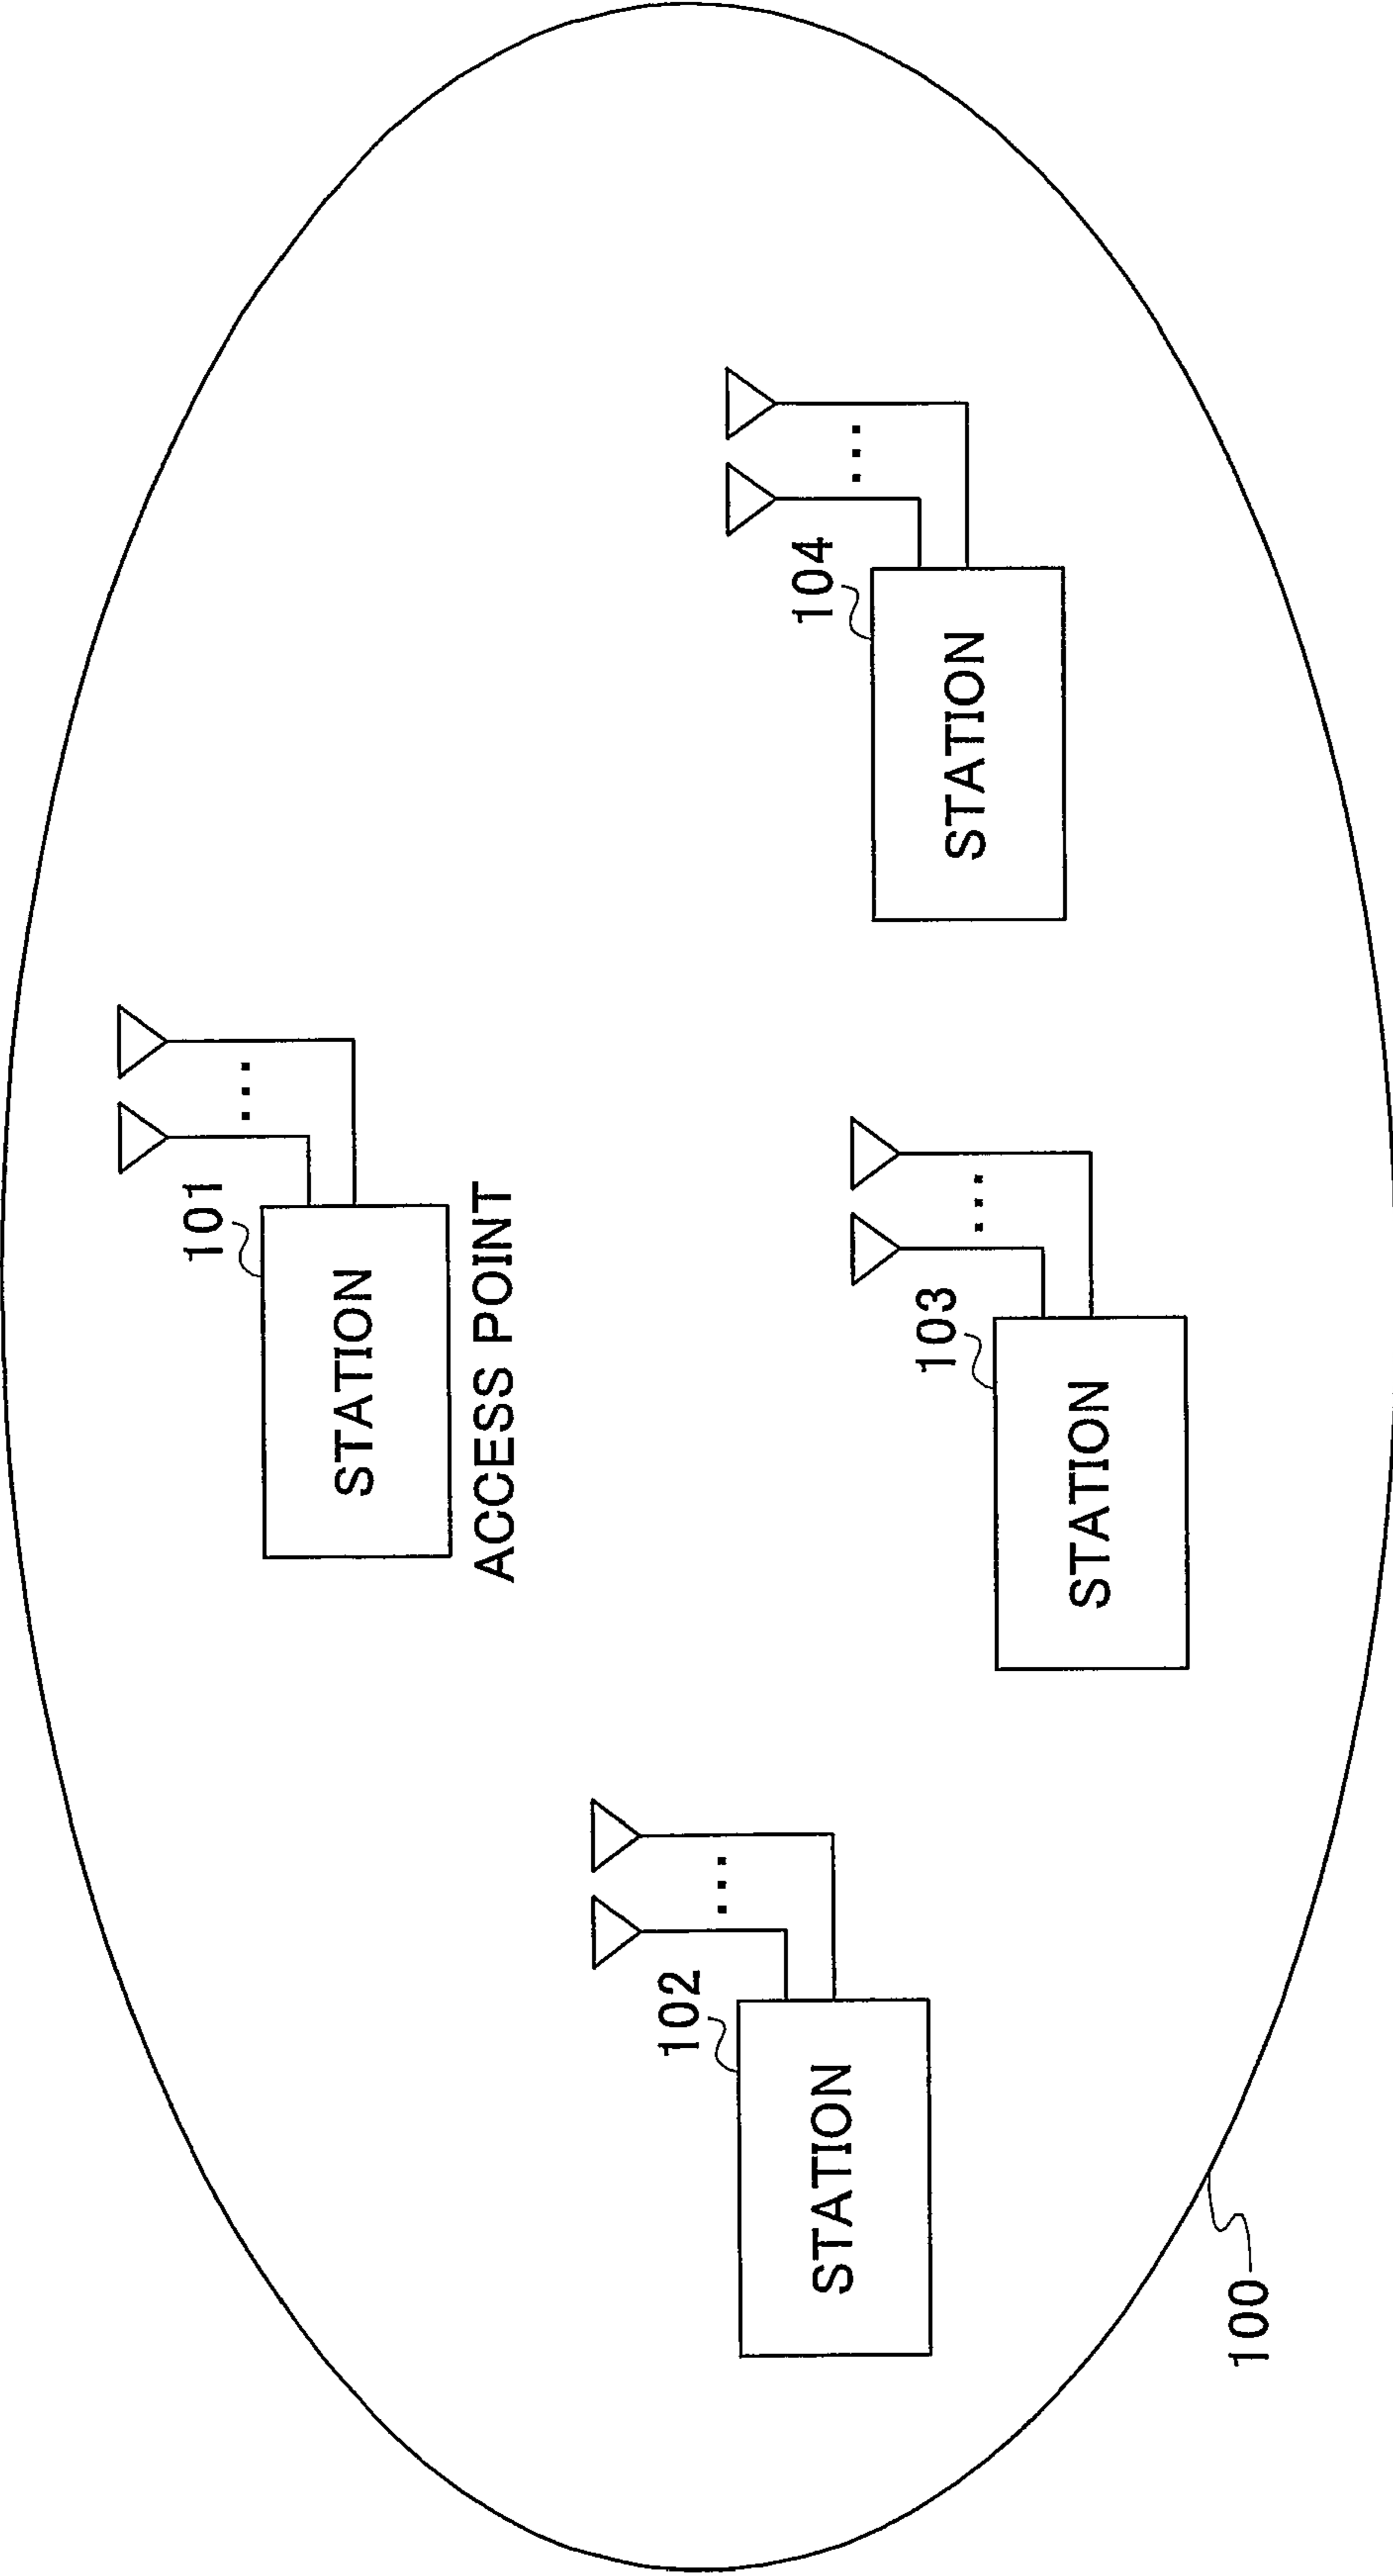 101
STATION
ACCESS POINT
104
STATION
102
STATION
103
STATION
100